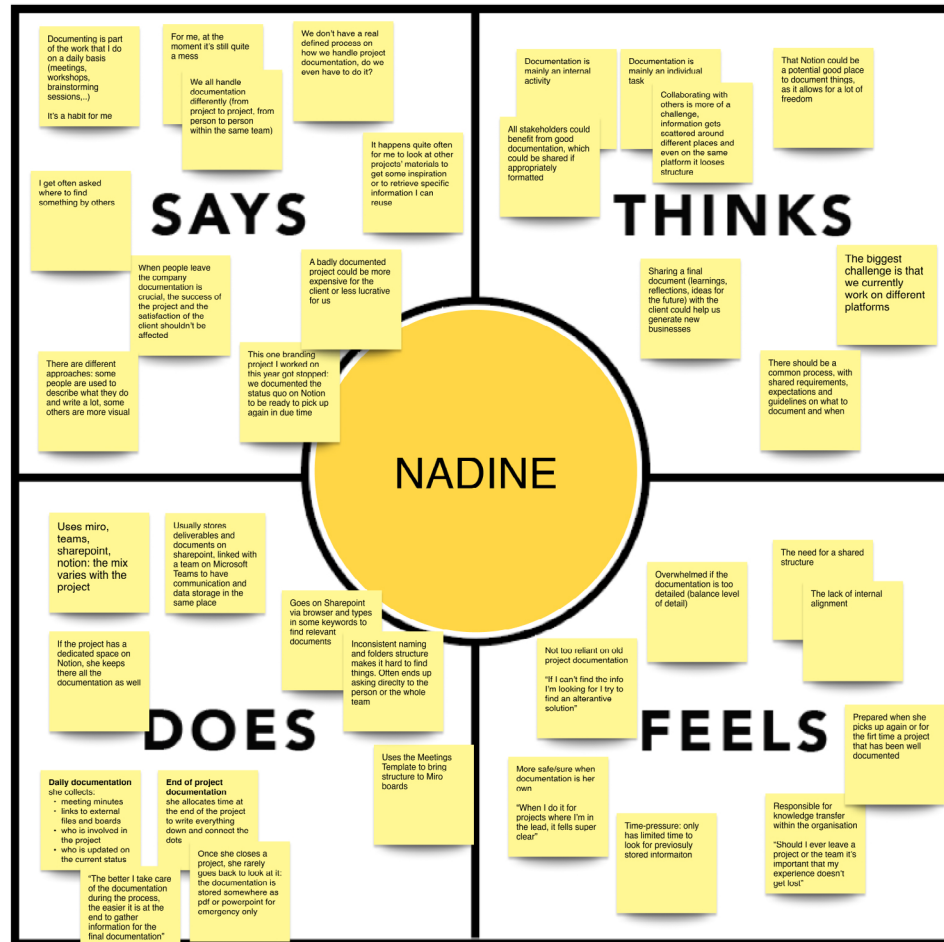 Documenting is part
of the work that I do
on a daily basis
(meetings,
workshops,
brainstorming
sessions,..)
It's a habit for me
For me, at the
moment it's still quite
a mess
We all handle
documentation
differently (from
project to project, from
person to person
within the same team)
We don't have a real
defined process on
how we handle project
documentation, do we
even have to do it?
It happens quite often
for me to look at other
projects' materials to
get some inspiration
or to retrieve specific
information I can
reuse
I get often asked
where to find
something by others
SAYS
When people leave
the company
documentation is
crucial, the success of
the project and the
satisfaction of the
client shouldn't be
affected
A badly documented
project could be more
expensive for the
client or less lucrative
for us
There are different
approaches: some
people are used to
describe what they do
and write a lot, some
others are more visual
This one branding
project I worked on
this year got stopped:
we documented the
status quo on Notion
to be ready to pick up
again in due time
Documentation is
mainly an internal
activity
Documentation is
mainly an individual
task
Collaborating with
others is more of a
challenge,
information gets
scattered around
different places and
even on the same
platform it looses
structure
That Notion could be
a potential good place
to document things,
as it allows for a lot of
freedom
All stakeholders could
benefit from good
documentation, which
could be shared if
appropriately
formatted
THINKS
Sharing a final
document (learnings,
reflections, ideas for
the future) with the
client could help us
generate new
businesses
The biggest
challenge is that
we currently
work on different
platforms
There should be a
common process, with
shared requirements,
expectations and
guidelines on what to
document and when
NADINE
Uses miro,
teams,
sharepoint,
notion: the mix
varies with the
project
Usually stores
deliverables and
documents on
sharepoint, linked with
a team on Microsoft
Teams to have
communication and
data storage in the
same place
Goes on Sharepoint
via browser and types
in some keywords to
find relevant
documents
Inconsistent naming
and folders structure
makes it hard to find
things. Often ends up
asking direclty to the
person or the whole
team
If the project has a
dedicated space on
Notion, she keeps
there all the
documentation as well
DOES
Uses the Meetings
Template to bring
structure to Miro
boards
Daily documentation
she collects:
• meeting minutes
• links to external
files and boards
• who is involved in
the project
• who is updated on
the current status
End of project
documentation
she allocates time at
the end of the project
to write everything
down and connect the
dots
"The better I take care
of the documentation
during the process,
the easier it is at the
end to gather
information for the
final documentation"
Once she closes a
project, she rarely
goes back to look at it:
the documentation is
stored somewhere as
pdf or powerpoint for
emergency only
Overwhelmed if the
documentation is too
detailed (balance level
of detail)
The need for a shared
structure
The lack of internal
alignment
Not too reliant on old
project documentation
"If I can't find the info
I'm looking for I try to
find an alterantive
solution"
FEELS
Prepared when she
picks up again or for
the firt time a project
that has been well
documented
More safe/sure when
documentation is her
own
"When I do it for
projects where I'm in
the lead, it fells super
clear"
Time-pressure: only
has limited time to
look for previosuly
stored informaiton
Responsible for
knowledge transfer
within the organisation
"Should I ever leave a
project or the team it's
important that my
experience doesn't
get lost"